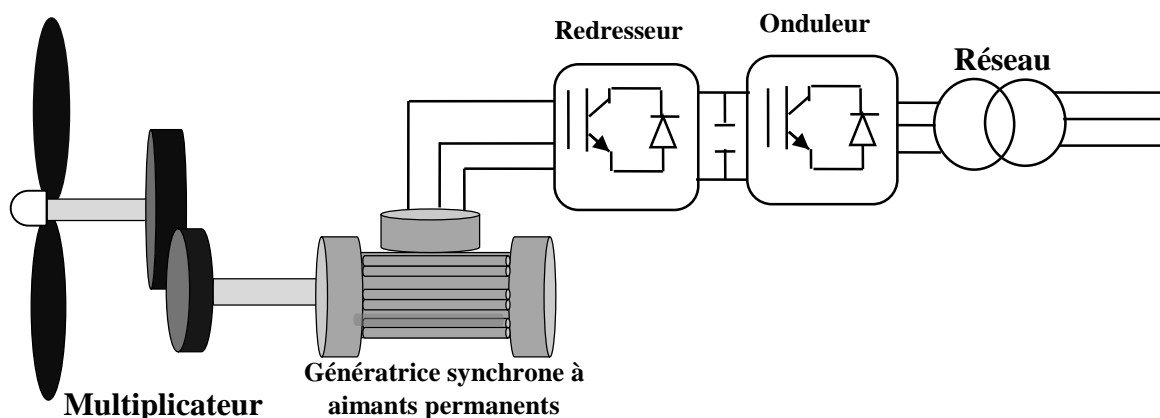 Redresseur
Onduleur
Réseau
Multiplicateur
Génératrice synchrone à
aimants permanents